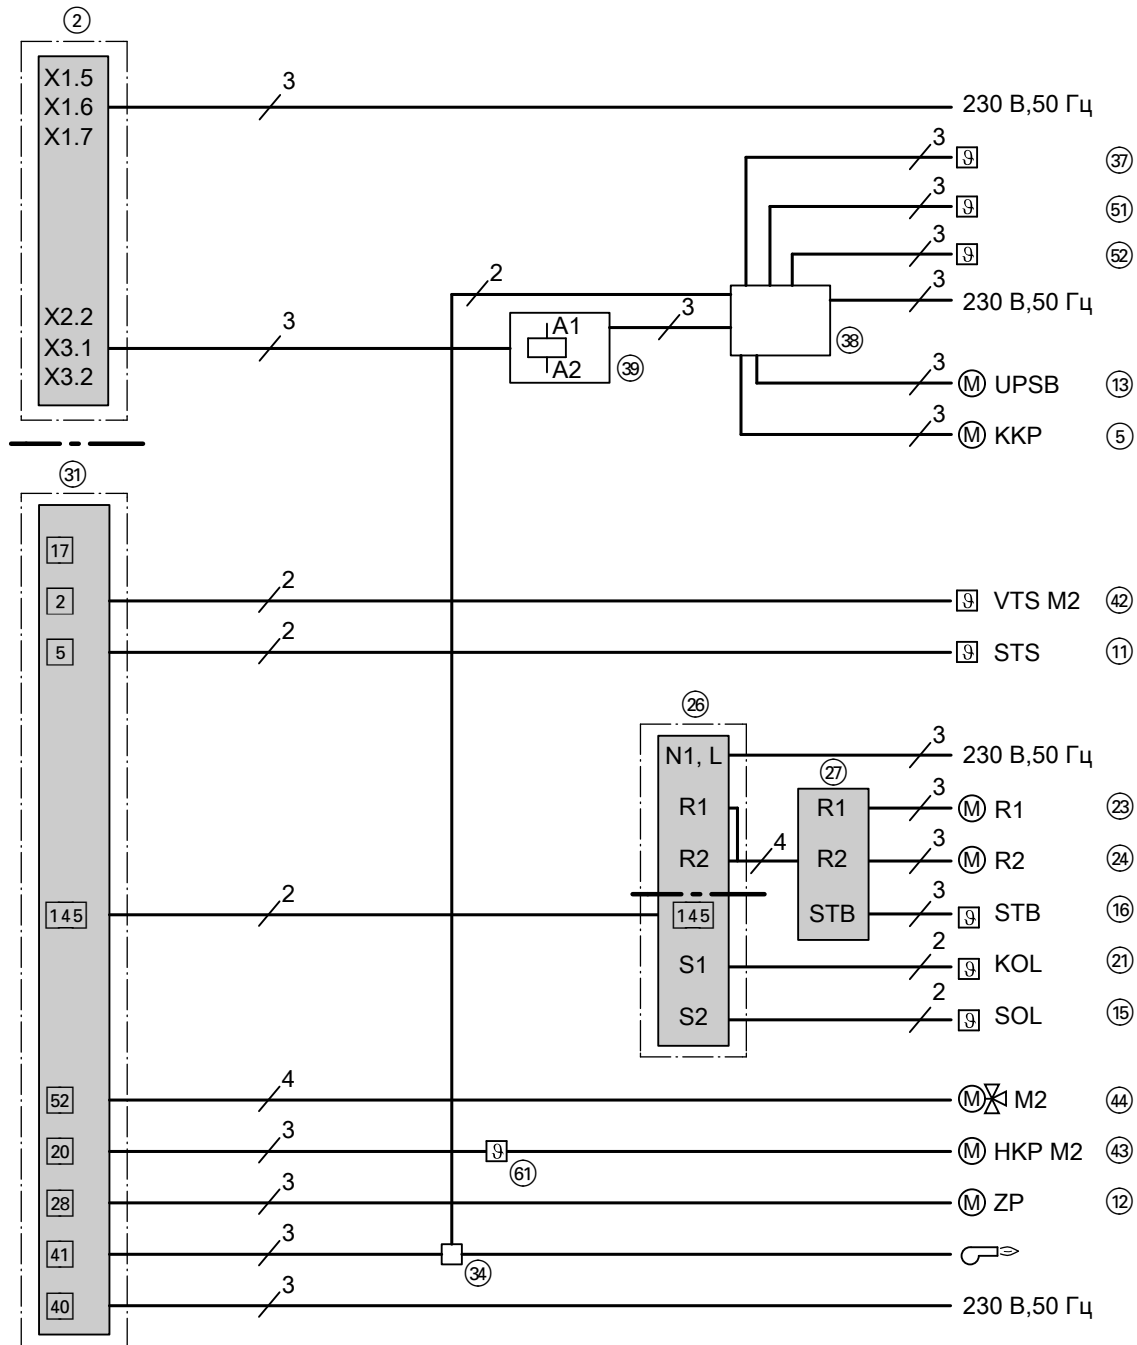 2
X1.5
3
X1.6
230 В,50 Гц
X1.7
3
37
3
51
3
52
2
3
230 В,50 Гц
X2.2
3
A1
3
X3.1
38
X3.2
A2
39
3
M UPSB 13
3
M KKP 5
31
17
2
2
VTS M2 42
5
2
STS 11
26
N1, L
3
230 В,50 Гц
27
R1
R1
3
M R1 23
R2
4
R2
3
M R2 24
145
2
145
STB
3
STB 16
S1
2
KOL 21
S2
2
SOL 15
52
4
M M2 44
20
3
61
M HKP M2 43
28
3
M ZP 12
41
3
34
40
3
230 В,50 Гц